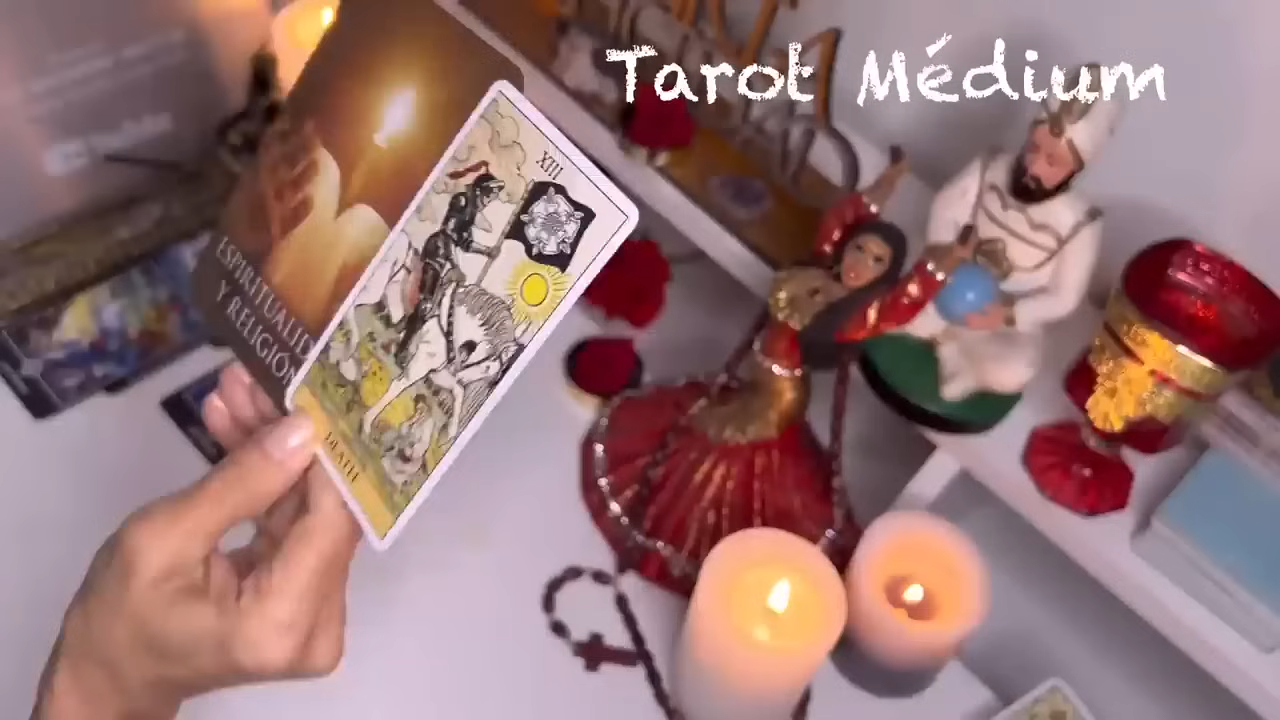 Tarot Médium
XIII
ESPIRITUALID
Y RELIGIÓN
DEATH